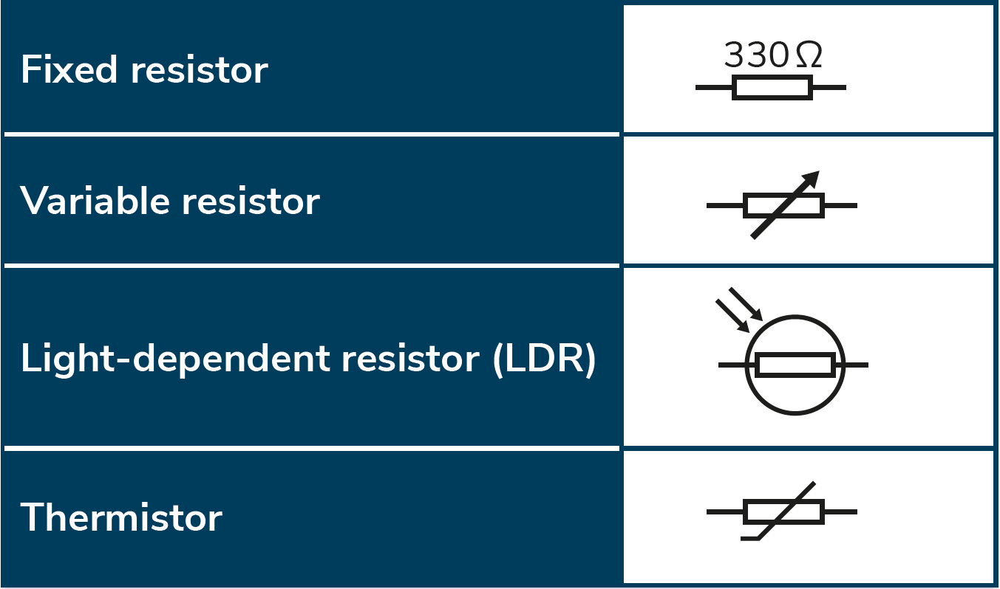 Fixed resistor
330 Ω
Variable resistor
Light-dependent resistor (LDR)
Thermistor